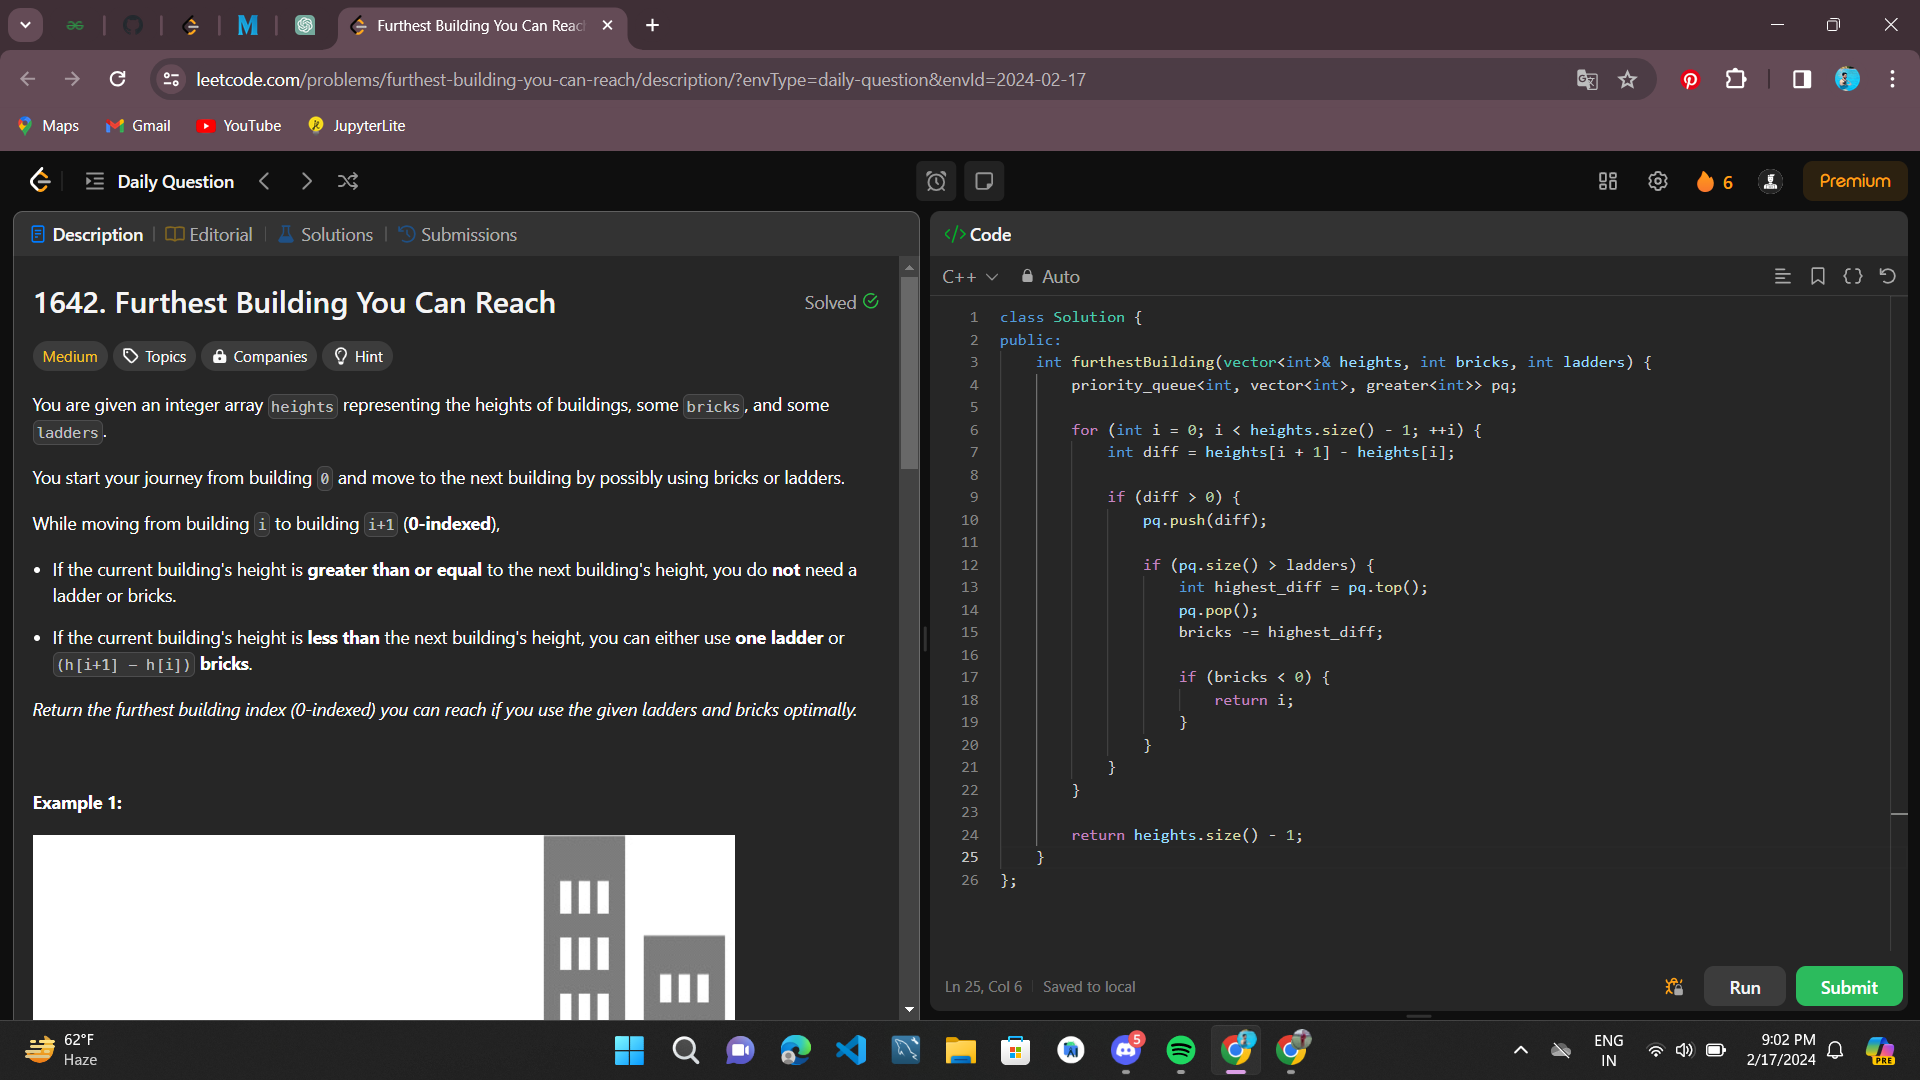 Furthest Building You Can Reac
leetcode.com/problems/furthest-building-you-can-reach/description/?envType=daily-question&envId=2024-02-17
Maps Gmail YouTube JupyterLite
Daily Question 6 Premium
Description Editorial Solutions Submissions
1642. Furthest Building You Can Reach
Solved
Medium Topics Companies Hint
You are given an integer array heights representing the heights of buildings, some bricks, and some
ladders.
You start your journey from building 0 and move to the next building by possibly using bricks or ladders.
While moving from building i to building i+1 (0-indexed),
• If the current building's height is greater than or equal to the next building's height, you do not need a
ladder or bricks.
• If the current building's height is less than the next building's height, you can either use one ladder or
(h[i+1] - h[i]) bricks.
Return the furthest building index (0-indexed) you can reach if you use the given ladders and bricks optimally.
Example 1:
</> Code
C++ Auto
1 class Solution {
2 public:
3 int furthestBuilding(vector<int>& heights, int bricks, int ladders) {
4 priority_queue<int, vector<int>, greater<int>> pq;
5
6 for (int i = 0; i < heights.size() - 1; ++i) {
7 int diff = heights[i + 1] - heights[i];
8
9 if (diff > 0) {
10 pq.push(diff);
11
12 if (pq.size() > ladders) {
13 int highest_diff = pq.top();
14 pq.pop();
15 bricks -= highest_diff;
16
17 if (bricks < 0) {
18 return i;
19 }
20 }
21 }
22 }
23
24 return heights.size() - 1;
25 }
26 };
Ln 25, Col 6 Saved to local
Run Submit
62°F
Haze
5
ENG
IN
9:02 PM
2/17/2024
PRE